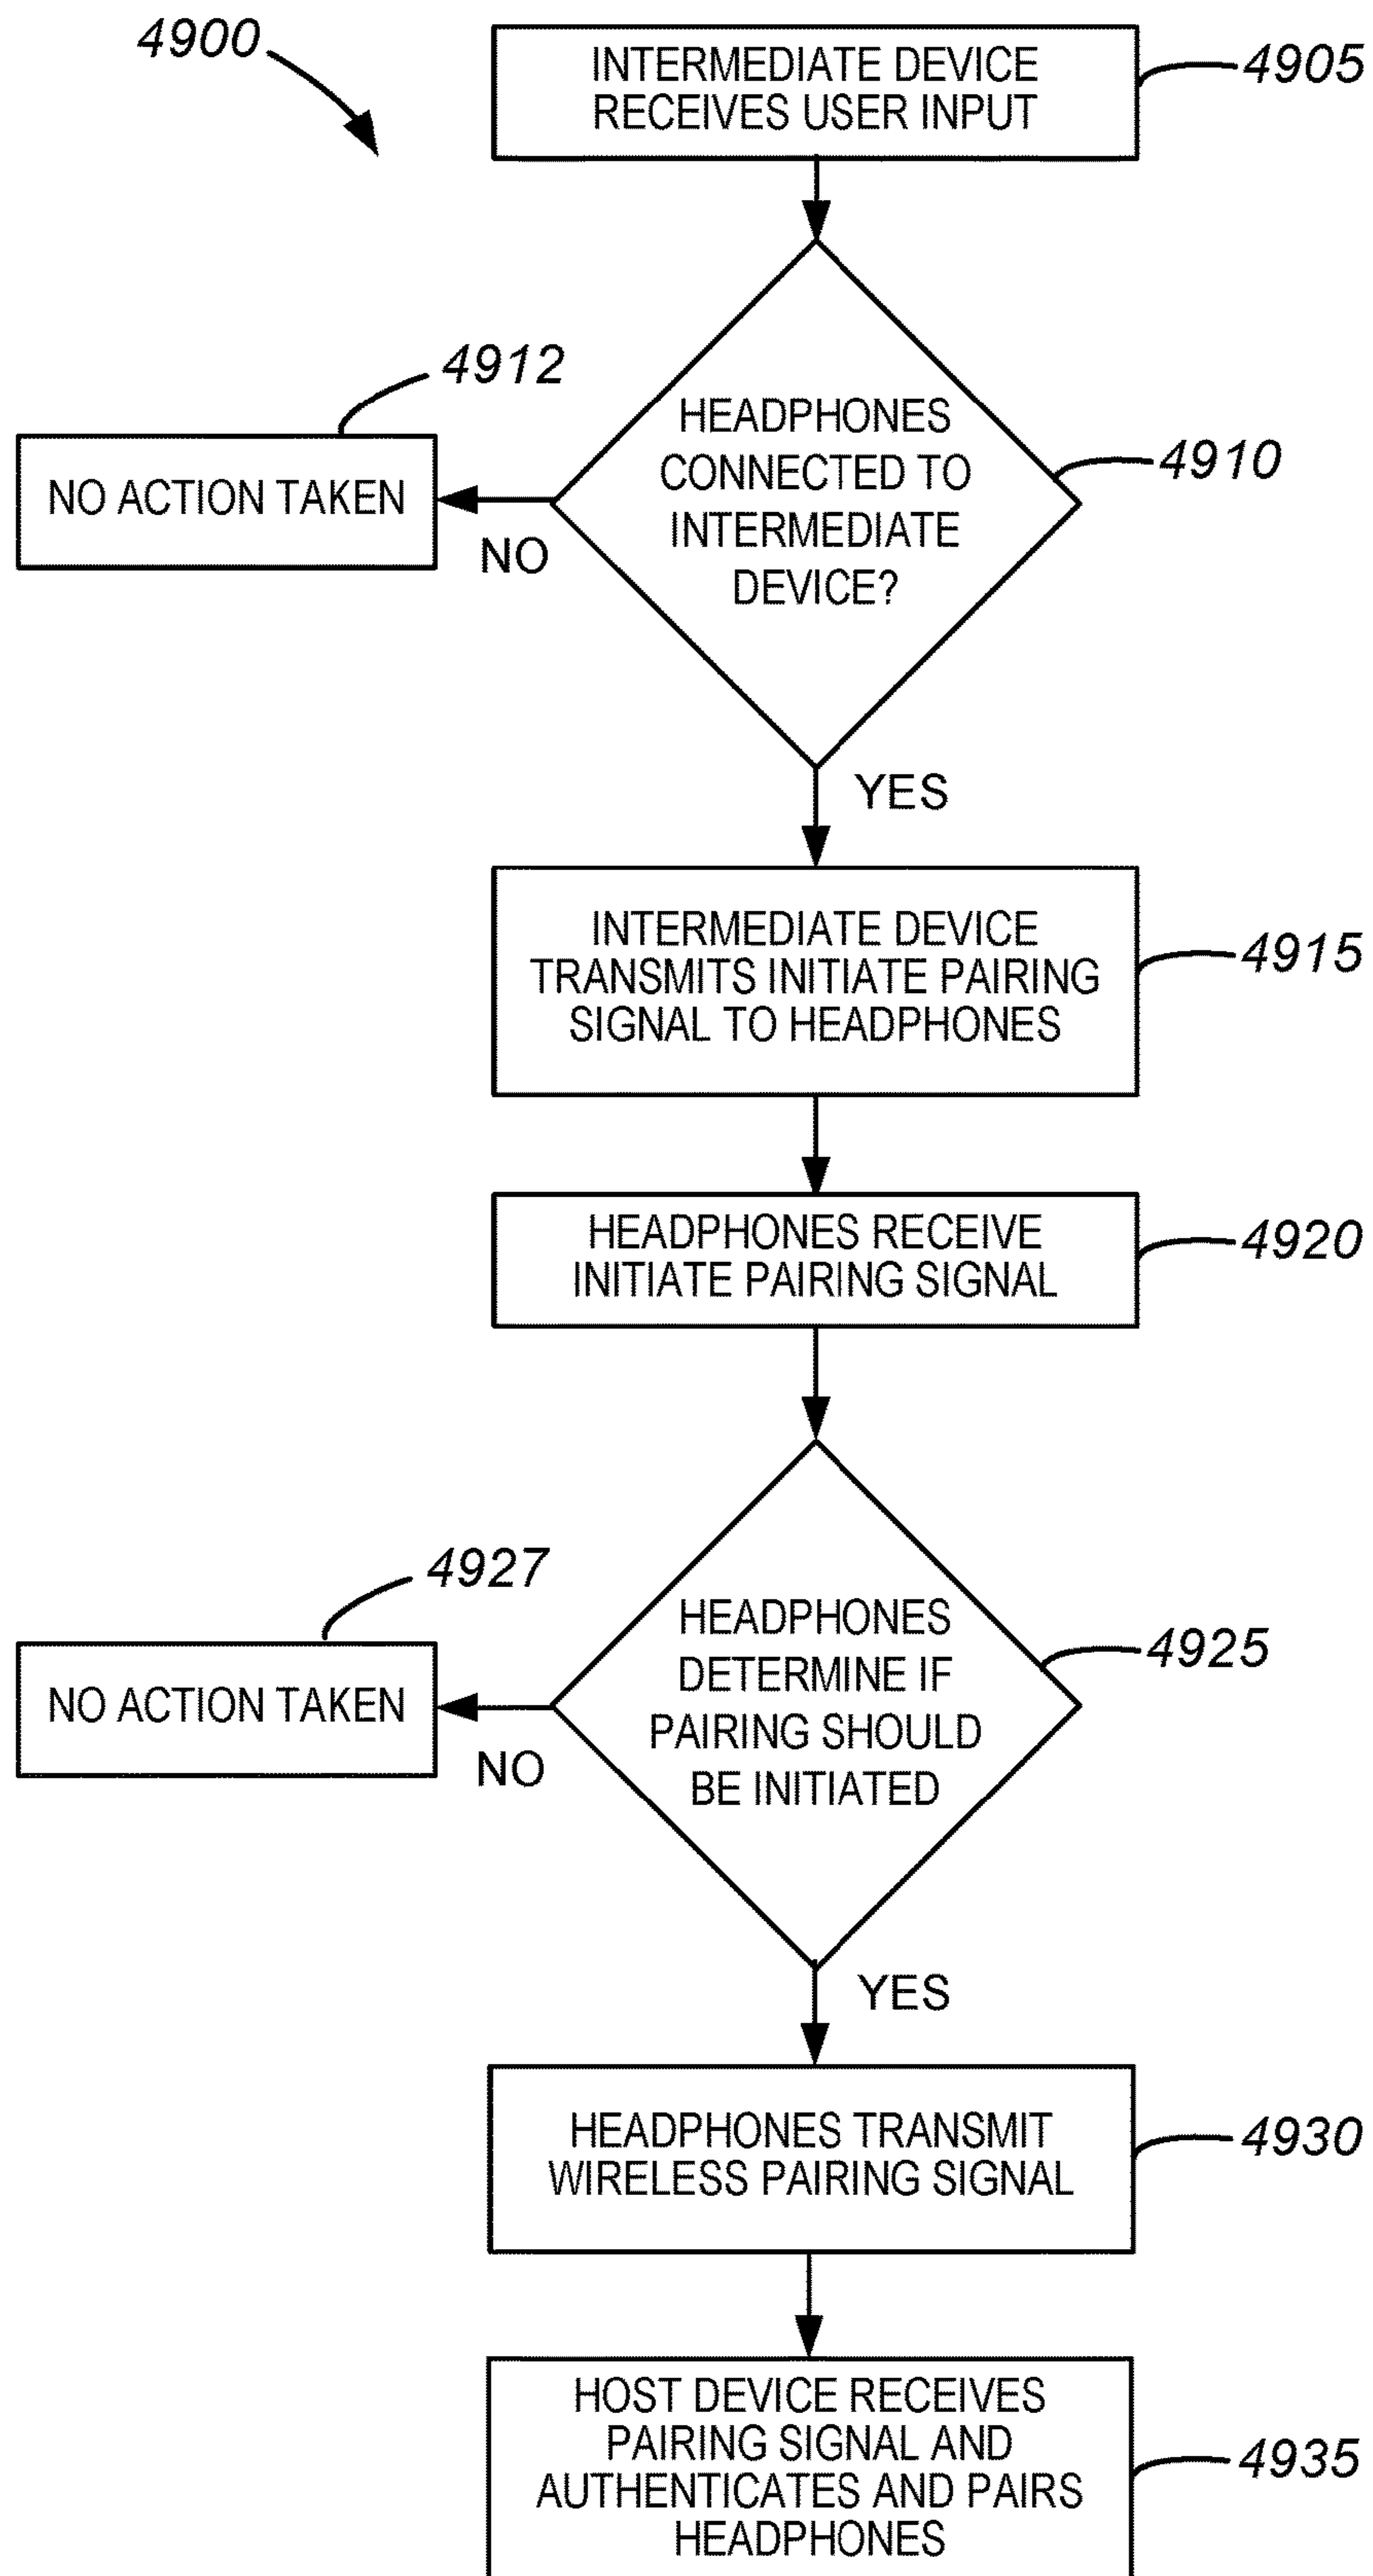 4900
INTERMEDIATE DEVICE
RECEIVES USER INPUT
4905
4912
HEADPHONES
CONNECTED TO
INTERMEDIATE
DEVICE?
4910
NO ACTION TAKEN
NO
YES
INTERMEDIATE DEVICE
TRANSMITS INITIATE PAIRING
SIGNAL TO HEADPHONES
4915
HEADPHONES RECEIVE
INITIATE PAIRING SIGNAL
4920
4927
HEADPHONES
DETERMINE IF
PAIRING SHOULD
BE INITIATED
4925
NO ACTION TAKEN
NO
YES
HEADPHONES TRANSMIT
WIRELESS PAIRING SIGNAL
4930
HOST DEVICE RECEIVES
PAIRING SIGNAL AND
AUTHENTICATES AND PAIRS
HEADPHONES
4935